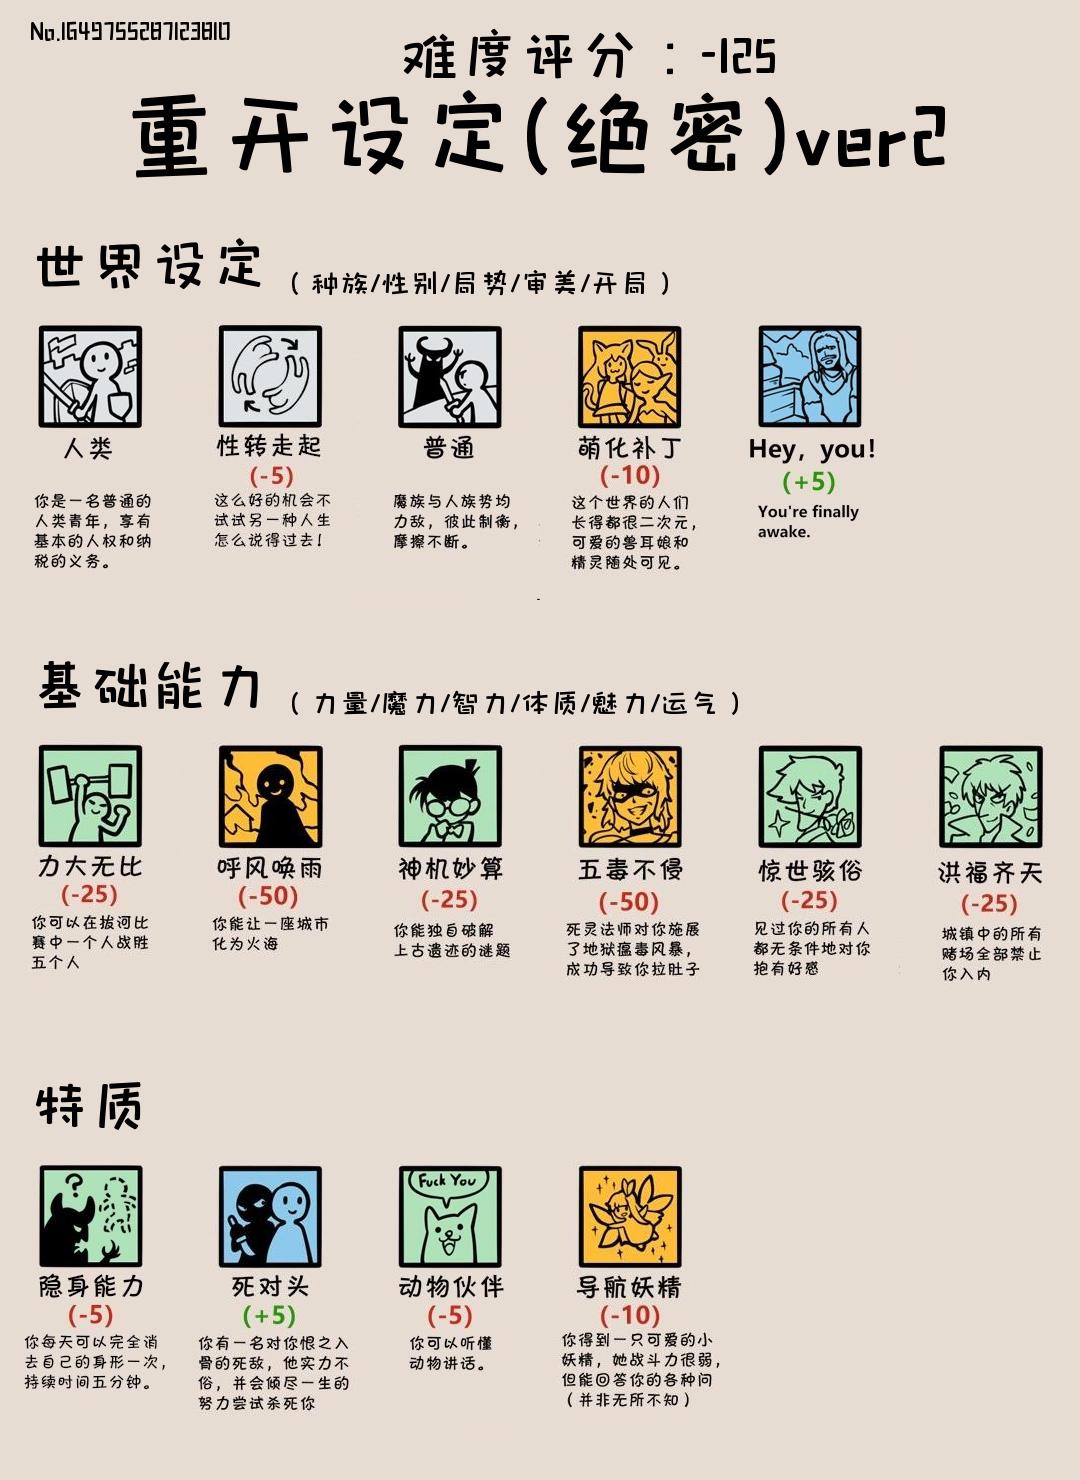 No.1649755287123810
难度评分：-125
重开设定(绝密)ver2
世界设定 ( 种族/性别/局势/审美/开局 )
人类
你是一名普通的
人类青年，享有
基本的人权和纳
税的义务。
性转走起
(-5)
这么好的机会不
试试另一种人生
怎么说得过去！
普通
魔族与人族势均
力敌，彼此制衡，
摩擦不断。
萌化补丁
(-10)
这个世界的人们
长得都很二次元，
可爱的兽耳娘和
精灵随处可见。
Hey, you!
(+5)
You're finally
awake.
基础能力 ( 力量/魔力/智力/体质/魅力/运气 )
力大无比
(-25)
你可以在拔河比
赛中一个人战胜
五个人
呼风唤雨
(-50)
你能让一座城市
化为火海
神机妙算
(-25)
你能独自破解
上古遗迹的谜题
五毒不侵
(-50)
死灵法师对你施展
了地狱瘟毒风暴，
成功导致你拉肚子
惊世骇俗
(-25)
见过你的所有人
都无条件地对你
抱有好感
洪福齐天
(-25)
城镇中的所有
赌场全部禁止
你入内
特质
?
隐身能力
(-5)
你每天可以完全消
去自己的身形一次，
持续时间五分钟。
死对头
(+5)
你有一名对你恨之入
骨的死敌，他实力不
俗，并会倾尽一生的
努力尝试杀死你
Fuck You
动物伙伴
(-5)
你可以听懂
动物讲话。
导航妖精
(-10)
你得到一只可爱的小
妖精，她战斗力很弱，
但能回答你的各种问
（并非无所不知）